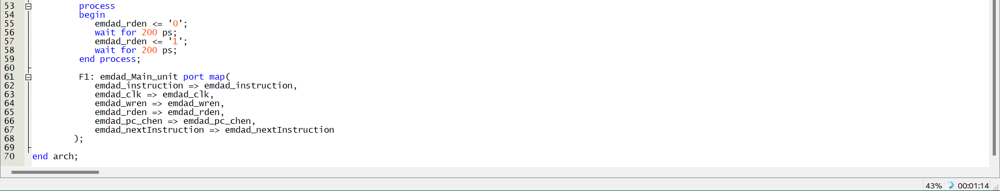 53 process
54 begin
55 emdad_rden <= '0';
56 wait for 200 ps;
57 emdad_rden <= '1';
58 wait for 200 ps;
59 end process;
60
61 F1: emdad_Main_unit port map(
62 emdad_instruction => emdad_instruction,
63 emdad_clk => emdad_clk,
64 emdad_wren => emdad_wren,
65 emdad_rden => emdad_rden,
66 emdad_pc_chen => emdad_pc_chen,
67 emdad_nextInstruction => emdad_nextInstruction
68 );
69
70 end arch;
43% 00:01:14